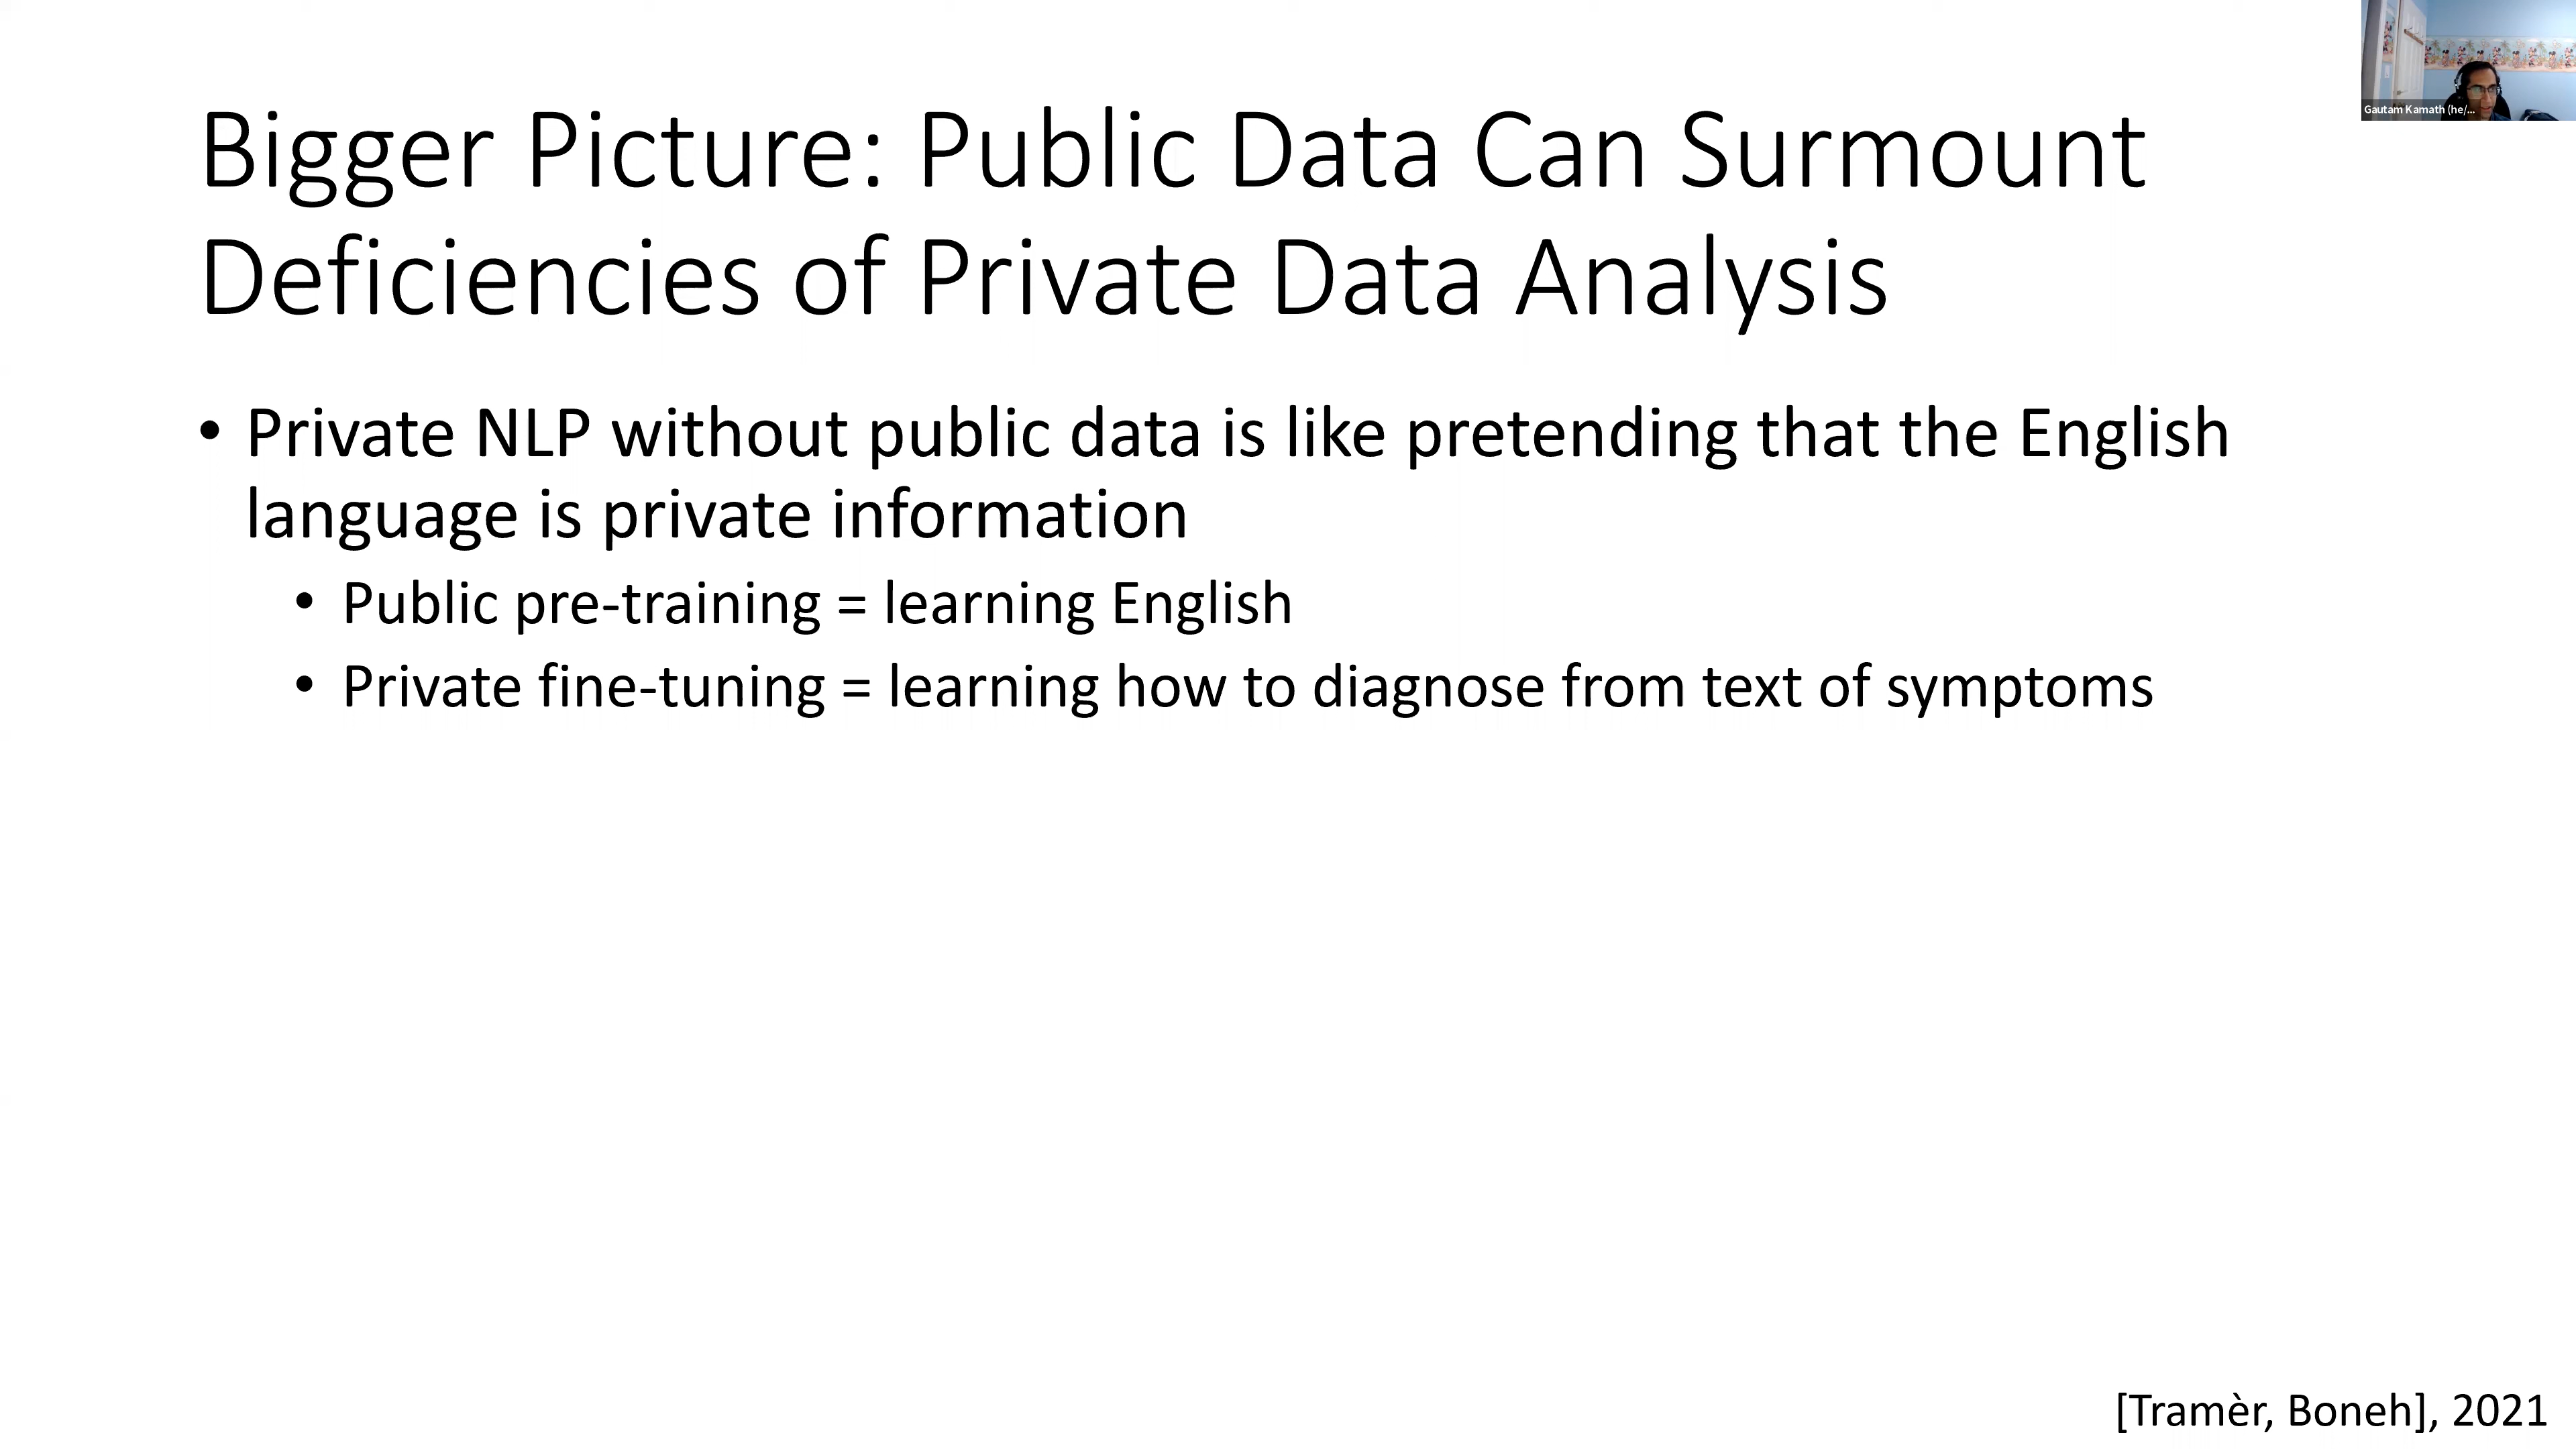 Gautam Kamath (he/...
Bigger Picture: Public Data Can Surmount
Deficiencies of Private Data Analysis
• Private NLP without public data is like pretending that the English
language is private information
• Public pre-training = learning English
• Private fine-tuning = learning how to diagnose from text of symptoms
[Tramèr, Boneh], 2021